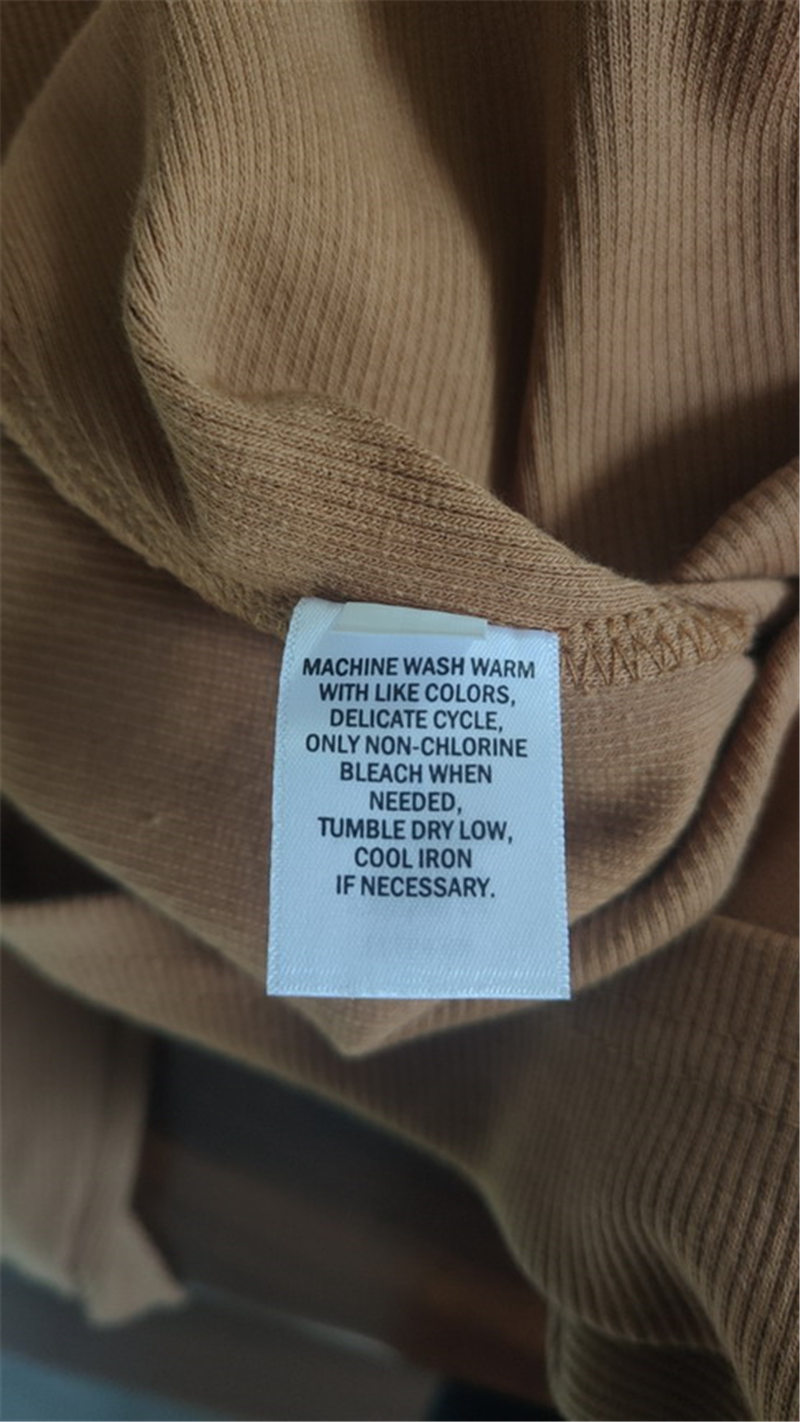 MACHINE WASH WARM
WITH LIKE COLORS,
DELICATE CYCLE,
ONLY NON-CHLORINE
BLEACH WHEN
NEEDED,
TUMBLE DRY LOW,
COOL IRON
IF NECESSARY.